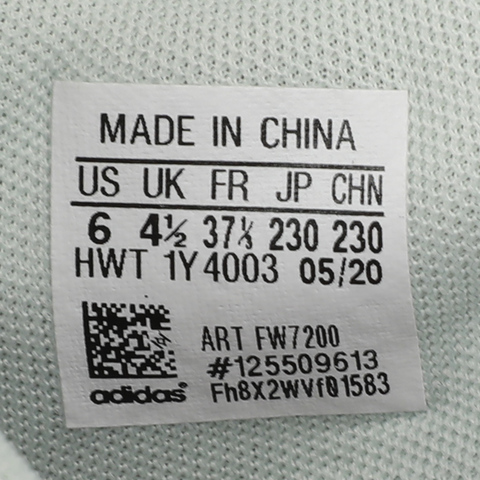 MADE IN CHINA
US UK FR JP CHN
6 4½ 37⅓ 230 230
HWT 1Y4003 05/20
ART FW7200
#125509613
adidas® Fh8X2WVf01583